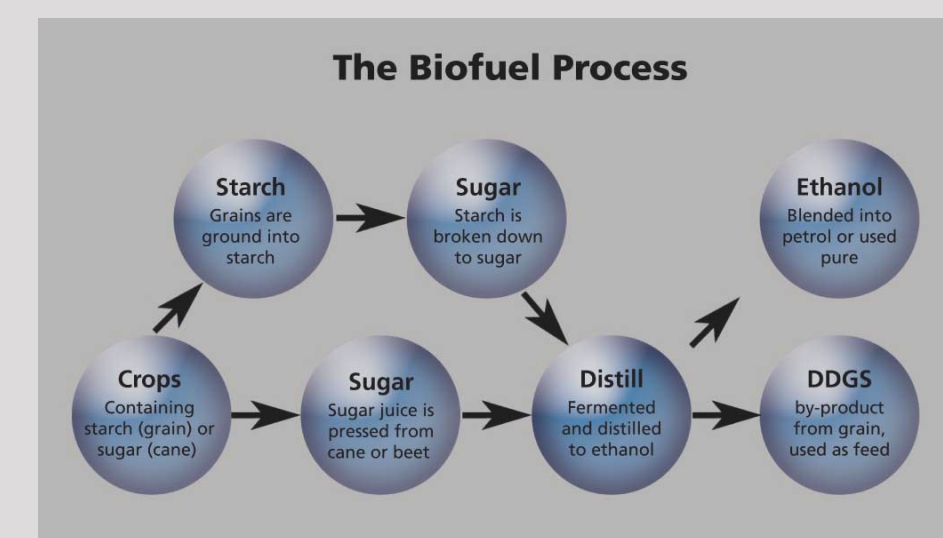 The Biofuel Process
Starch
Grains are
ground into
starch
Sugar
Starch is
broken down
to sugar
Ethanol
Blended into
petrol or used
pure
Crops
Containing
starch (grain) or
sugar (cane)
Sugar
Sugar juice is
pressed from
cane or beet
Distill
Fermented
and distilled
to ethanol
DDGS
by-product
from grain,
used as feed